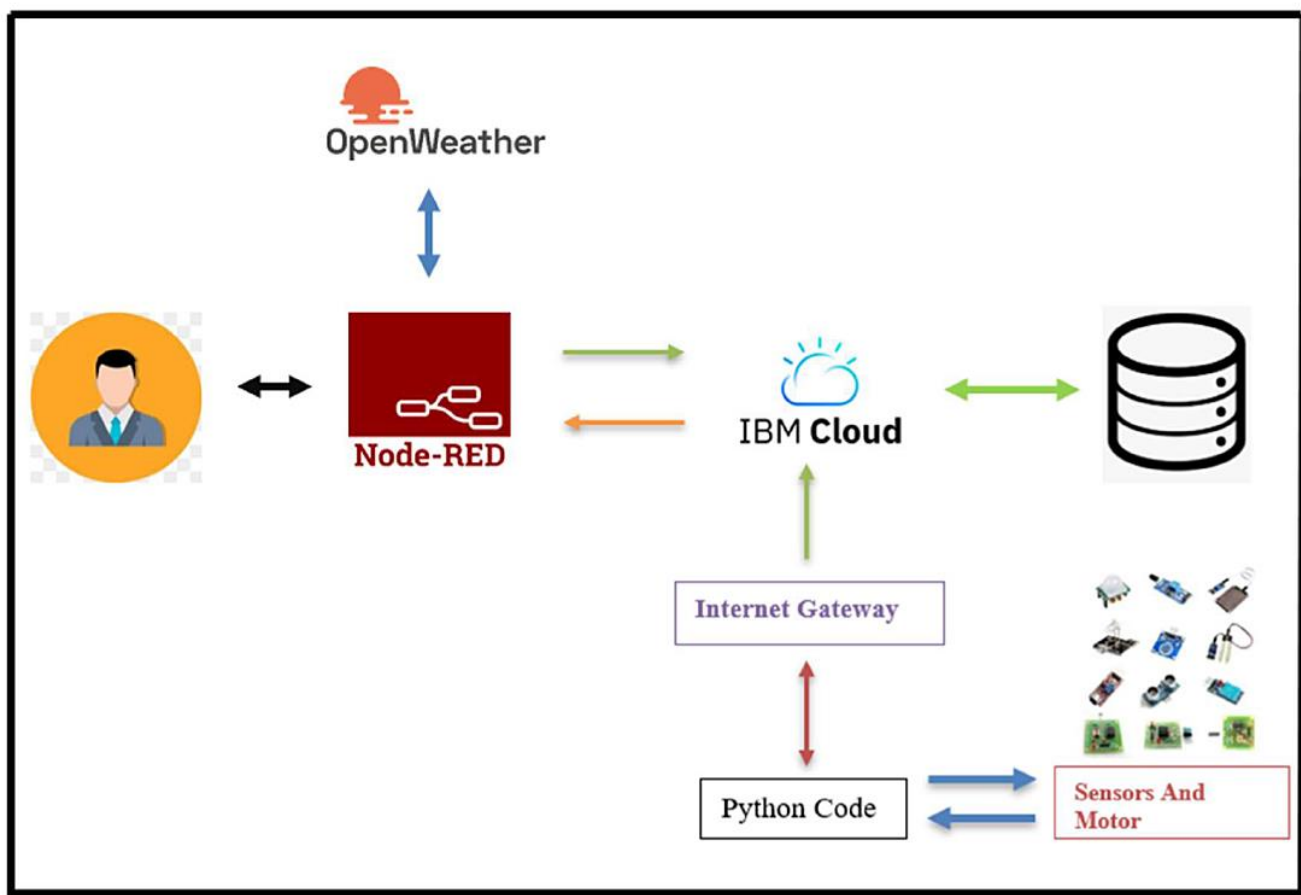 OpenWeather
Node-RED
IBM Cloud
Internet Gateway
Python Code
Sensors And
Motor